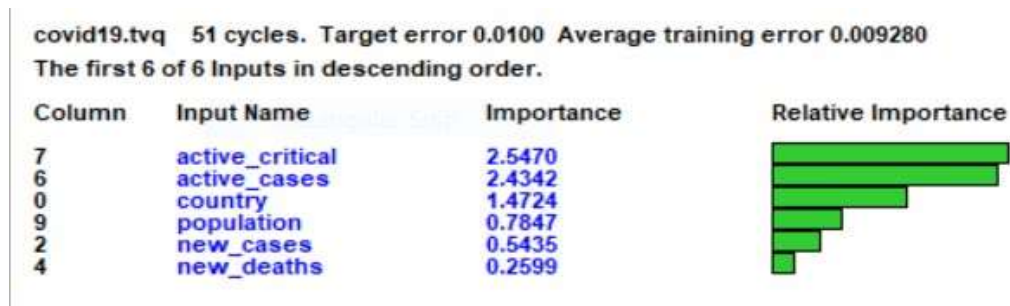 covid19.tvq 51 cycles. Target error 0.0100 Average training error 0.009280
The first 6 of 6 Inputs in descending order.
Column Input Name Importance Relative Importance
7 active_critical 2.5470
6 active_cases 2.4342
0 country 1.4724
9 population 0.7847
2 new_cases 0.5435
4 new_deaths 0.2599